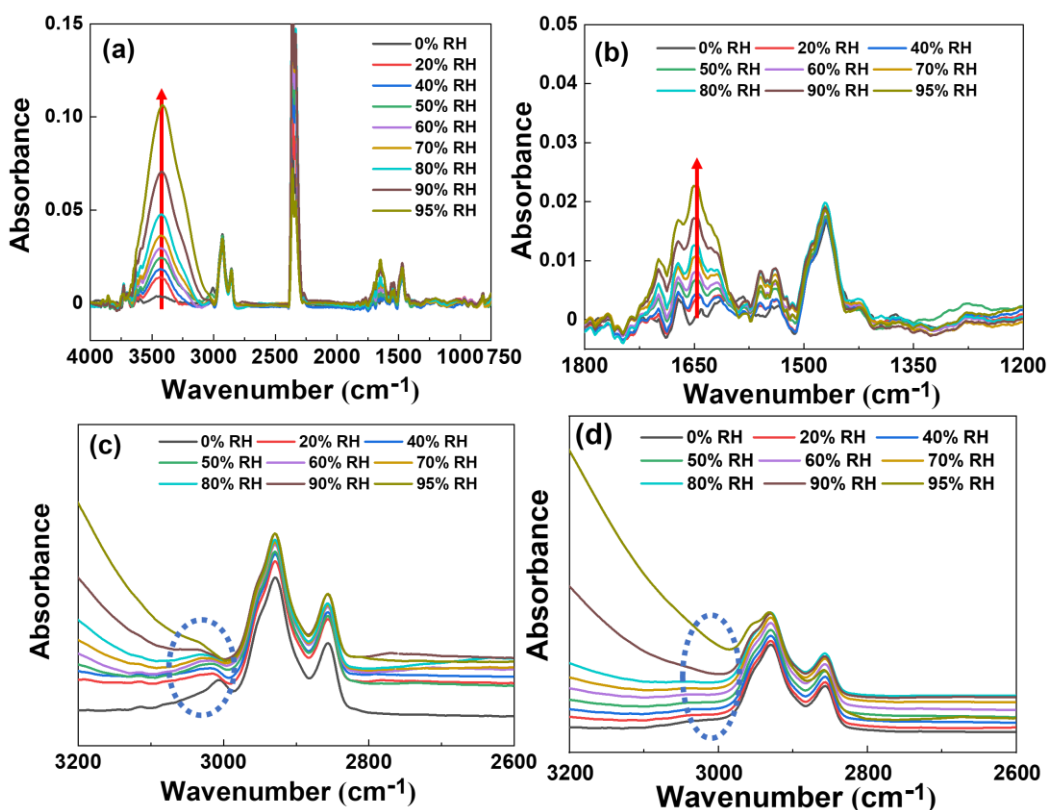 (a)
0% RH
20% RH
40% RH
50% RH
60% RH
70% RH
80% RH
90% RH
95% RH
0.15
0.10
0.05
0
Absorbance
4000 3500 3000 2500 2000 1500 1000 750
Wavenumber (cm-1)
(b)
0% RH 20% RH 40% RH
50% RH 60% RH 70% RH
80% RH 90% RH 95% RH
0.05
0.04
0.03
0.02
0.01
0
Absorbance
1800 1650 1500 1350 1200
Wavenumber (cm-1)
(c)
0% RH 20% RH 40% RH
50% RH 60% RH 70% RH
80% RH 90% RH 95% RH
Absorbance
3200 3000 2800 2600
Wavenumber (cm-1)
(d)
0% RH 20% RH 40% RH
50% RH 60% RH 70% RH
80% RH 90% RH 95% RH
Absorbance
3200 3000 2800 2600
Wavenumber (cm-1)